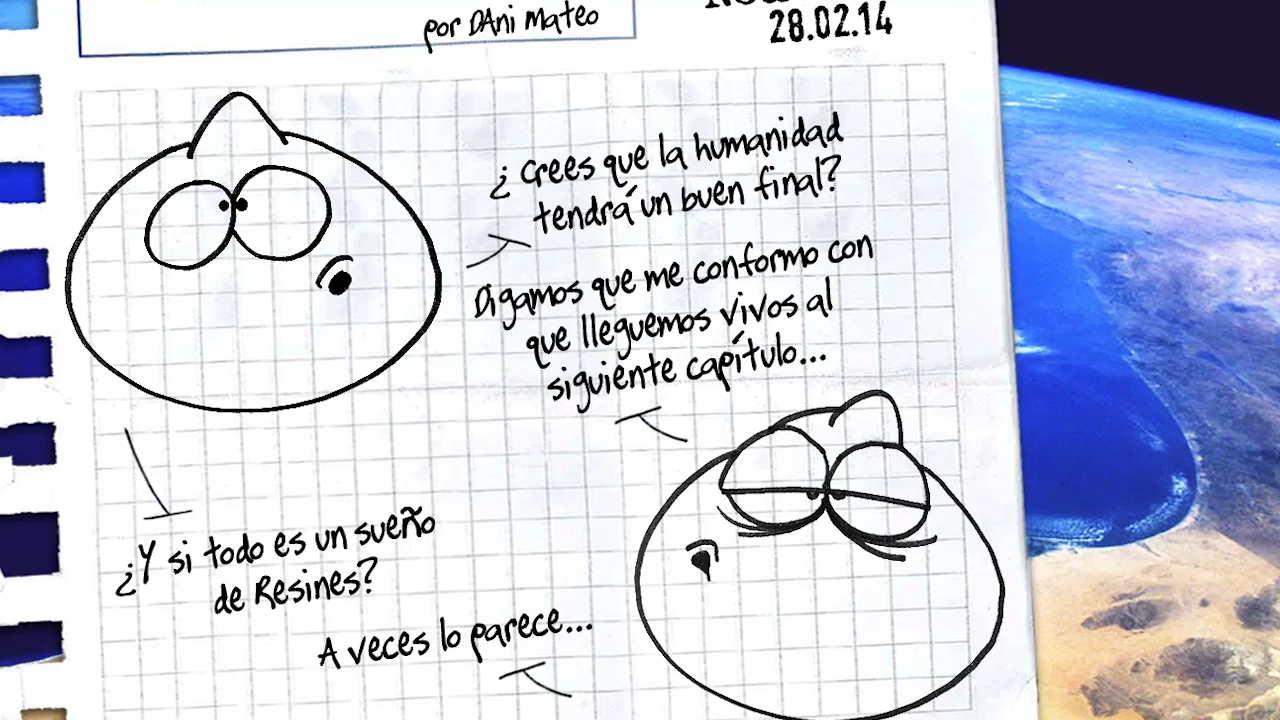 por DAni Mateo
28.02.14
¿Crees que la humanidad
tendrá un buen final?
Digamos que me conformo con
que lleguemos vivos al
siguiente capítulo...
¿Y si todo es un sueño
de Resines?
A veces lo parece...